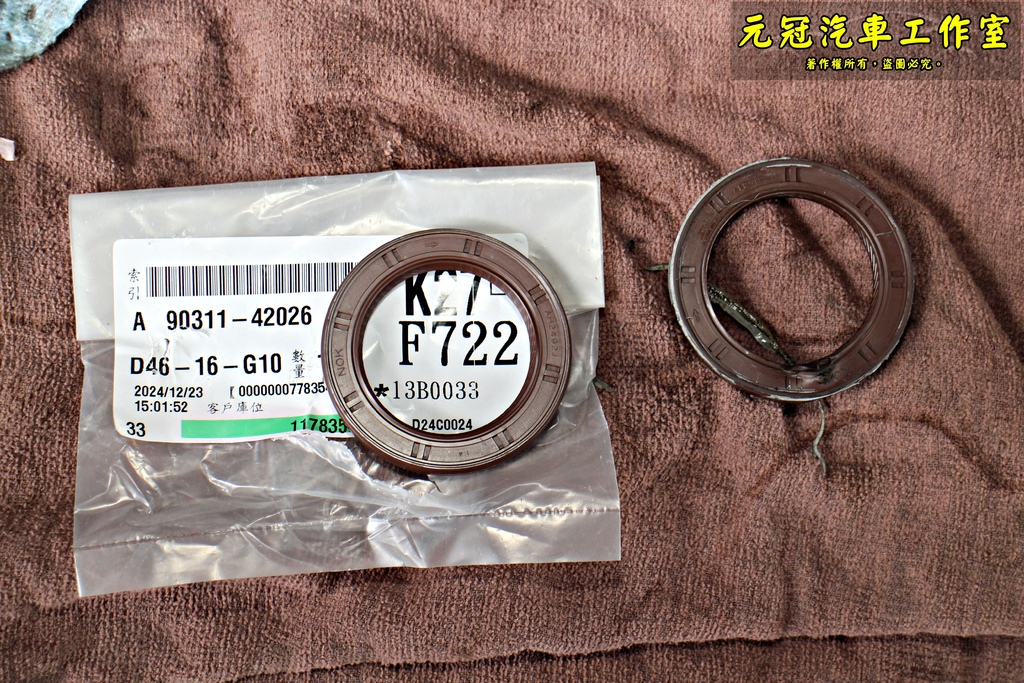 元冠汽車工作室
著作權所有，盜圖必究。
索引
A 90311-42026
D46-16-G10 數量
2024/12/23
15:01:52
客戶庫位
33
F722
*13B0033
D24C0024
NOK